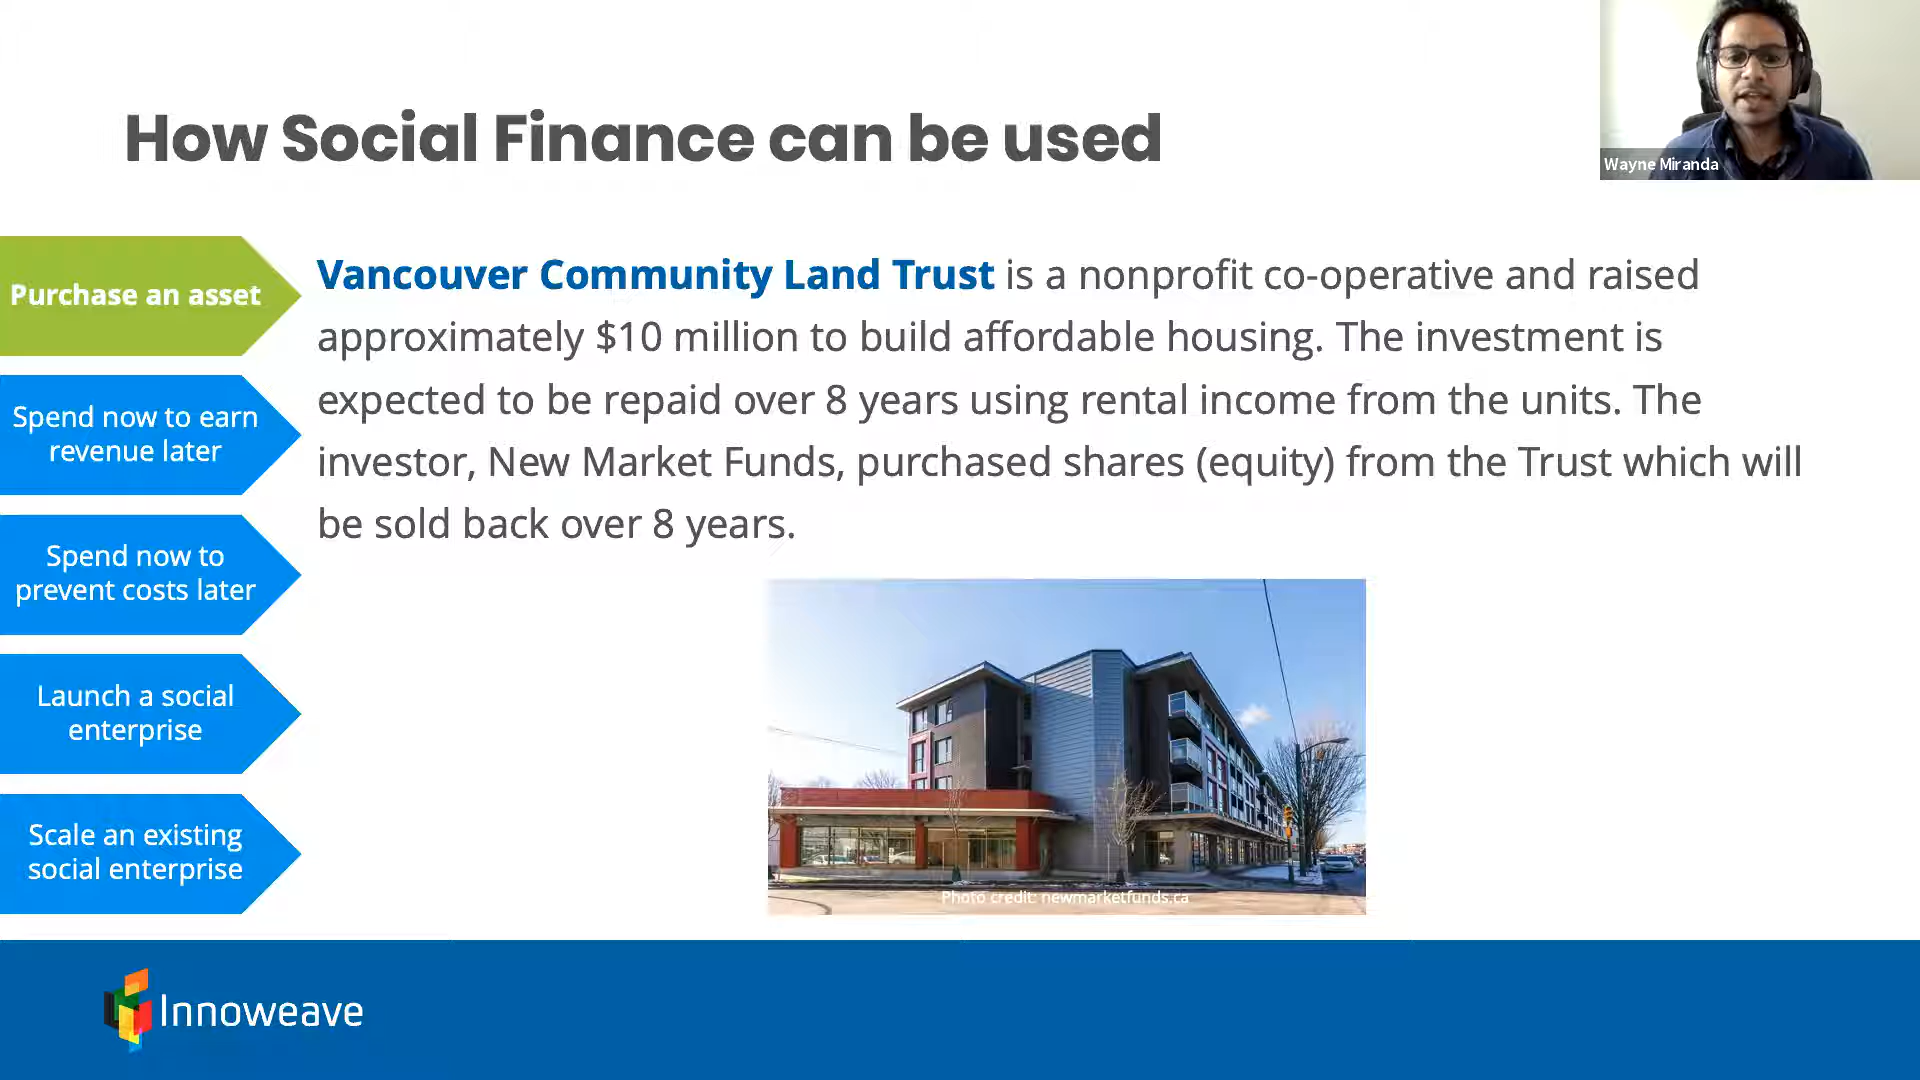 Wayne Miranda
How Social Finance can be used
Purchase an asset
Spend now to earn
revenue later
Spend now to
prevent costs later
Launch a social
enterprise
Scale an existing
social enterprise
Vancouver Community Land Trust is a nonprofit co-operative and raised
approximately $10 million to build affordable housing. The investment is
expected to be repaid over 8 years using rental income from the units. The
investor, New Market Funds, purchased shares (equity) from the Trust which will
be sold back over 8 years.
Photo credit: newmarketfunds.ca
Innoweave